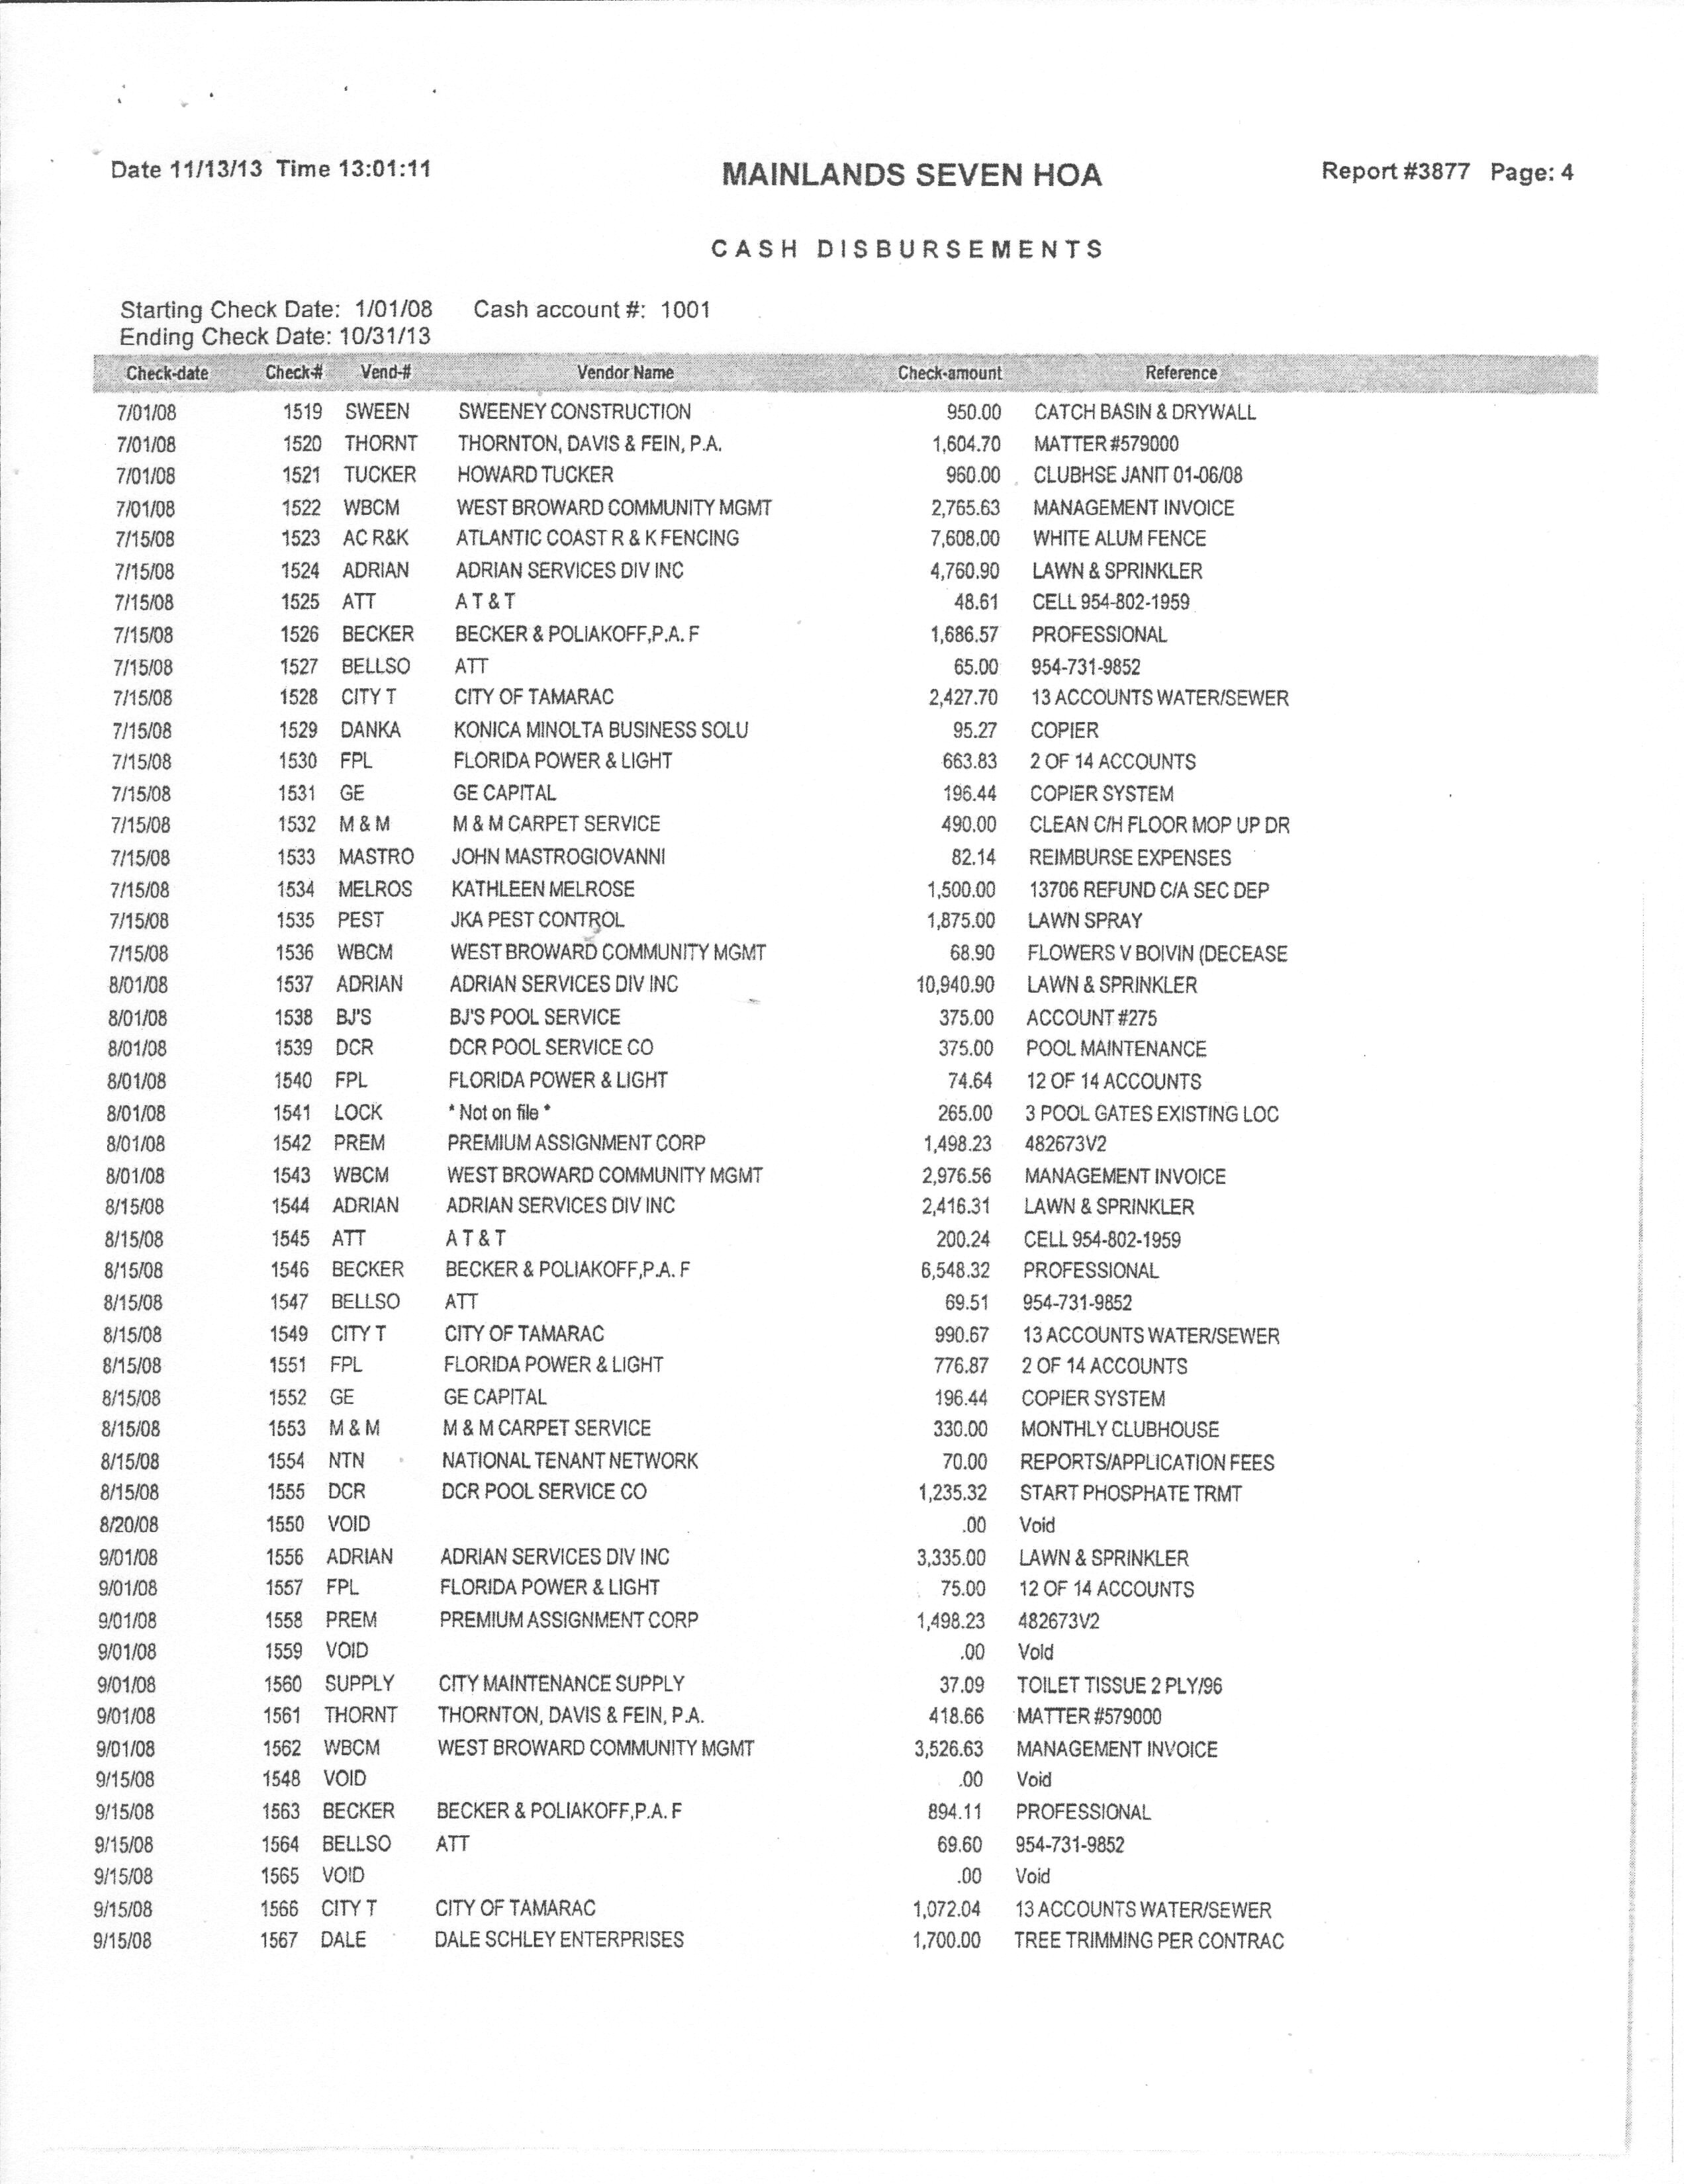 Date 11/13/13 Time 13:01:11 MAINLANDS SEVEN HOA Report #3877 Page: 4
CASH DISBURSEMENTS
Starting Check Date: 1/01/08 Cash account #: 1001
Ending Check Date: 10/31/13
Check-date Check-# Vend-# Vendor Name Check-amount Reference
7/01/08 1519 SWEEN SWEENEY CONSTRUCTION 950.00 CATCH BASIN & DRYWALL
7/01/08 1520 THORNT THORNTON, DAVIS & FEIN, P.A. 1,604.70 MATTER #579000
7/01/08 1521 TUCKER HOWARD TUCKER 960.00 CLUBHSE JANIT 01-06/08
7/01/08 1522 WBCM WEST BROWARD COMMUNITY MGMT 2,765.63 MANAGEMENT INVOICE
7/15/08 1523 AC R&K ATLANTIC COAST R & K FENCING 7,608.00 WHITE ALUM FENCE
7/15/08 1524 ADRIAN ADRIAN SERVICES DIV INC 4,760.90 LAWN & SPRINKLER
7/15/08 1525 ATT A T & T 48.61 CELL 954-802-1959
7/15/08 1526 BECKER BECKER & POLIAKOFF,P.A. F 1,686.57 PROFESSIONAL
7/15/08 1527 BELLSO ATT 65.00 954-731-9852
7/15/08 1528 CITY T CITY OF TAMARAC 2,427.70 13 ACCOUNTS WATER/SEWER
7/15/08 1529 DANKA KONICA MINOLTA BUSINESS SOLU 95.27 COPIER
7/15/08 1530 FPL FLORIDA POWER & LIGHT 663.83 2 OF 14 ACCOUNTS
7/15/08 1531 GE GE CAPITAL 196.44 COPIER SYSTEM
7/15/08 1532 M & M M & M CARPET SERVICE 490.00 CLEAN C/H FLOOR MOP UP DR
7/15/08 1533 MASTRO JOHN MASTROGIOVANNI 82.14 REIMBURSE EXPENSES
7/15/08 1534 MELROS KATHLEEN MELROSE 1,500.00 13706 REFUND C/A SEC DEP
7/15/08 1535 PEST JKA PEST CONTROL 1,875.00 LAWN SPRAY
7/15/08 1536 WBCM WEST BROWARD COMMUNITY MGMT 68.90 FLOWERS V BOIVIN (DECEASE
8/01/08 1537 ADRIAN ADRIAN SERVICES DIV INC 10,940.90 LAWN & SPRINKLER
8/01/08 1538 BJ'S BJ'S POOL SERVICE 375.00 ACCOUNT #275
8/01/08 1539 DCR DCR POOL SERVICE CO 375.00 POOL MAINTENANCE
8/01/08 1540 FPL FLORIDA POWER & LIGHT 74.64 12 OF 14 ACCOUNTS
8/01/08 1541 LOCK * Not on file * 265.00 3 POOL GATES EXISTING LOC
8/01/08 1542 PREM PREMIUM ASSIGNMENT CORP 1,498.23 482673V2
8/01/08 1543 WBCM WEST BROWARD COMMUNITY MGMT 2,976.56 MANAGEMENT INVOICE
8/15/08 1544 ADRIAN ADRIAN SERVICES DIV INC 2,416.31 LAWN & SPRINKLER
8/15/08 1545 ATT A T & T 200.24 CELL 954-802-1959
8/15/08 1546 BECKER BECKER & POLIAKOFF,P.A. F 6,548.32 PROFESSIONAL
8/15/08 1547 BELLSO ATT 69.51 954-731-9852
8/15/08 1549 CITY T CITY OF TAMARAC 990.67 13 ACCOUNTS WATER/SEWER
8/15/08 1551 FPL FLORIDA POWER & LIGHT 776.87 2 OF 14 ACCOUNTS
8/15/08 1552 GE GE CAPITAL 196.44 COPIER SYSTEM
8/15/08 1553 M & M M & M CARPET SERVICE 330.00 MONTHLY CLUBHOUSE
8/15/08 1554 NTN NATIONAL TENANT NETWORK 70.00 REPORTS/APPLICATION FEES
8/15/08 1555 DCR DCR POOL SERVICE CO 1,235.32 START PHOSPHATE TRMT
8/20/08 1550 VOID .00 Void
9/01/08 1556 ADRIAN ADRIAN SERVICES DIV INC 3,335.00 LAWN & SPRINKLER
9/01/08 1557 FPL FLORIDA POWER & LIGHT 75.00 12 OF 14 ACCOUNTS
9/01/08 1558 PREM PREMIUM ASSIGNMENT CORP 1,498.23 482673V2
9/01/08 1559 VOID .00 Void
9/01/08 1560 SUPPLY CITY MAINTENANCE SUPPLY 37.09 TOILET TISSUE 2 PLY/96
9/01/08 1561 THORNT THORNTON, DAVIS & FEIN, P.A. 418.66 MATTER #579000
9/01/08 1562 WBCM WEST BROWARD COMMUNITY MGMT 3,526.63 MANAGEMENT INVOICE
9/15/08 1548 VOID .00 Void
9/15/08 1563 BECKER BECKER & POLIAKOFF,P.A. F 894.11 PROFESSIONAL
9/15/08 1564 BELLSO ATT 69.60 954-731-9852
9/15/08 1565 VOID .00 Void
9/15/08 1566 CITY T CITY OF TAMARAC 1,072.04 13 ACCOUNTS WATER/SEWER
9/15/08 1567 DALE DALE SCHLEY ENTERPRISES 1,700.00 TREE TRIMMING PER CONTRAC